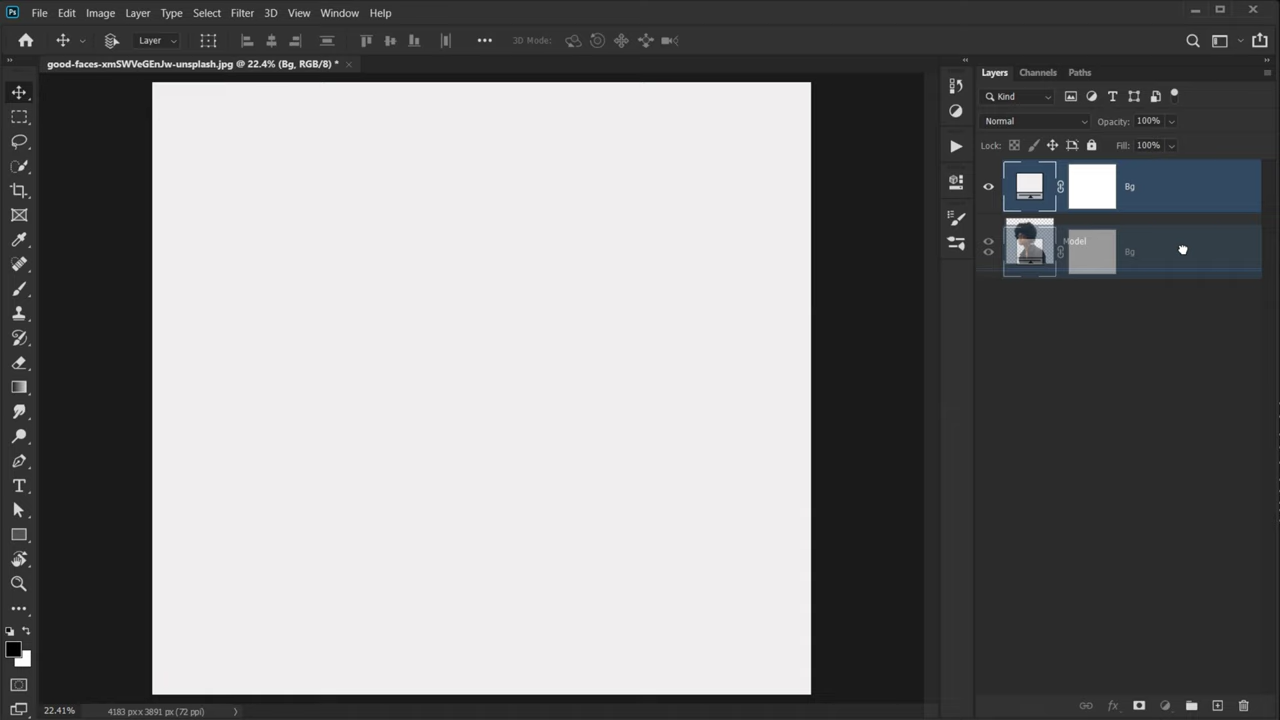 Ps File Edit Image Layer Type Select Filter 3D View Window Help
Layer 3D Mode:
good-faces-xmSWVeGEnJw-unsplash.jpg @ 22.4% (Bg, RGB/8) *
Layers Channels Paths
Kind
Normal Opacity: 100%
Lock: Fill: 100%
Bg
Model
Bg
22.41% 4183 px x 3891 px (72 ppi)